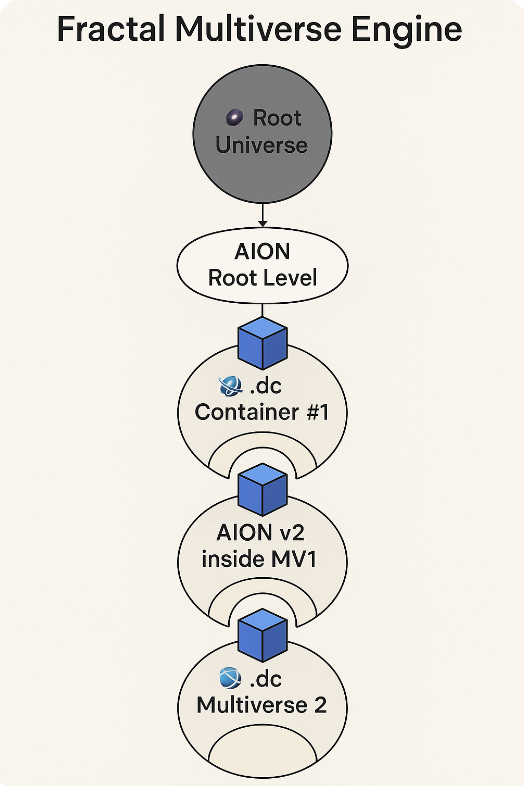 Fractal Multiverse Engine
Root
Universe
AION
Root Level
.dc
Container #1
AION v2
inside MV1
.dc
Multiverse 2